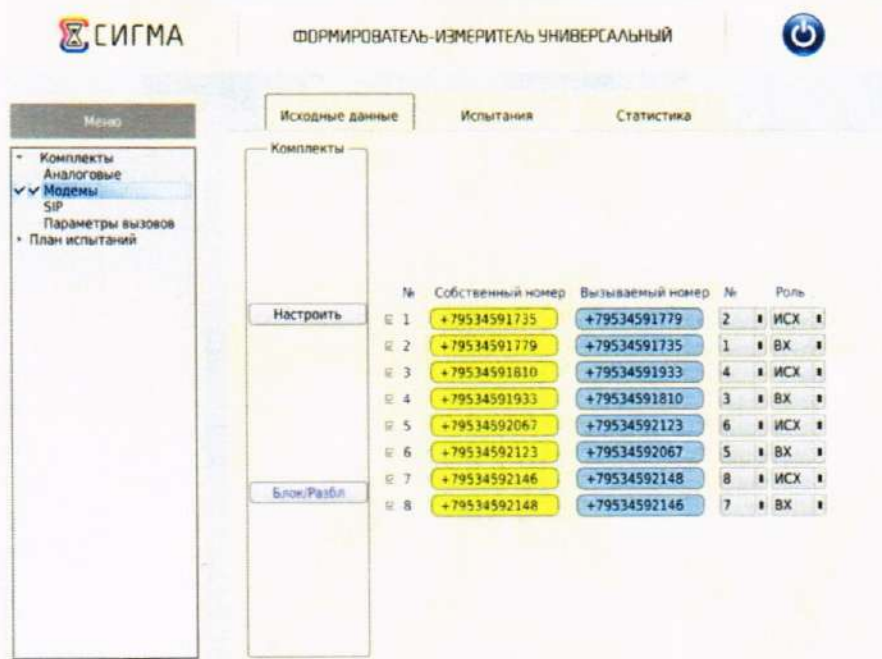 СИГМА
ФОРМИРОВАТЕЛЬ-ИЗМЕРИТЕЛЬ УНИВЕРСАЛЬНЫЙ
Меню
Комплекты
Аналоговые
Модемы
SIP
Параметры вызовов
План испытаний
Исходные данные Испытания Статистика
Комплекты
Настроить
Блок/Разбл
№ Собственный номер Вызываемый номер № Роль
1 +79534591735 +79534591779 2 ИСХ
2 +79534591779 +79534591735 1 ВХ
3 +79534591810 +79534591933 4 ИСХ
4 +79534591933 +79534591810 3 ВХ
5 +79534592067 +79534592123 6 ИСХ
6 +79534592123 +79534592067 5 ВХ
7 +79534592146 +79534592148 8 ИСХ
8 +79534592148 +79534592146 7 ВХ